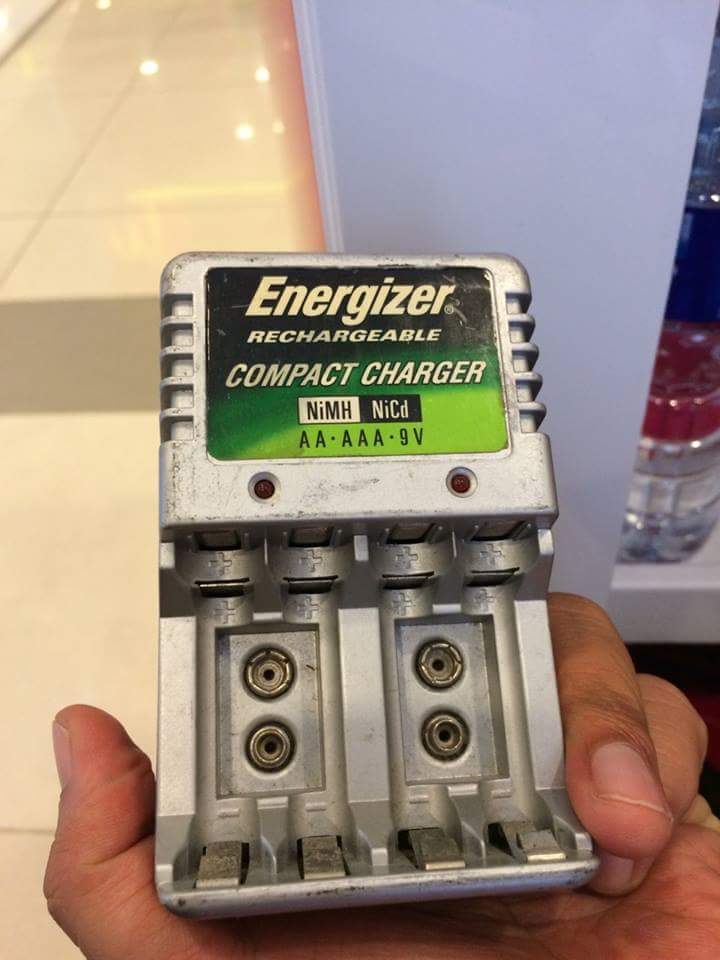 Energizer®
RECHARGEABLE
COMPACT CHARGER
NiMH NiCd
AA·AAA·9V
+ + + +
+ + + +
- - - -